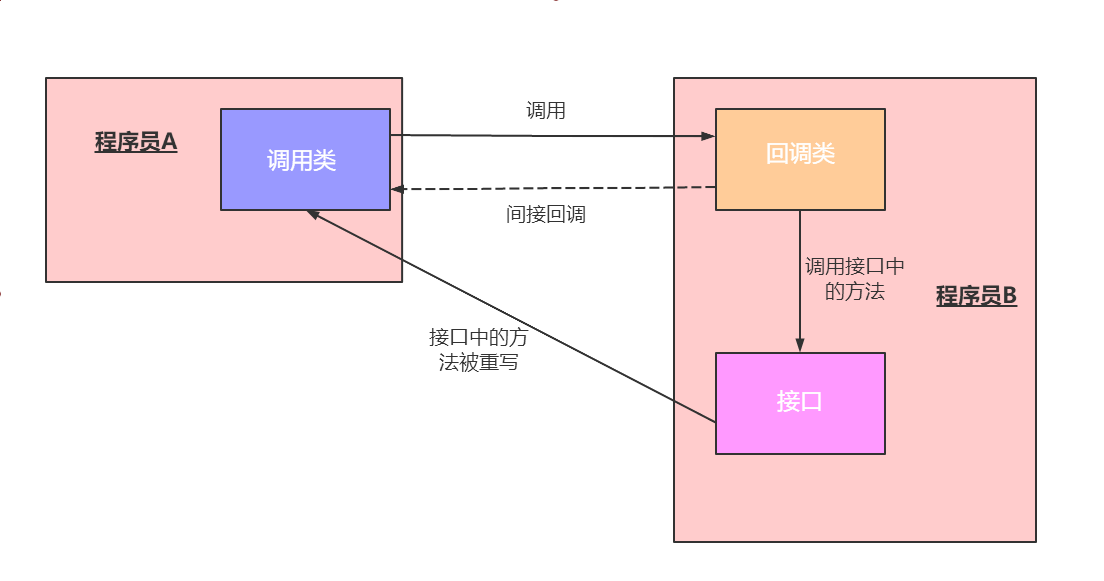 程序员A
调用类
调用
间接回调
接口中的方
法被重写
回调类
调用接口中
的方法
程序员B
接口